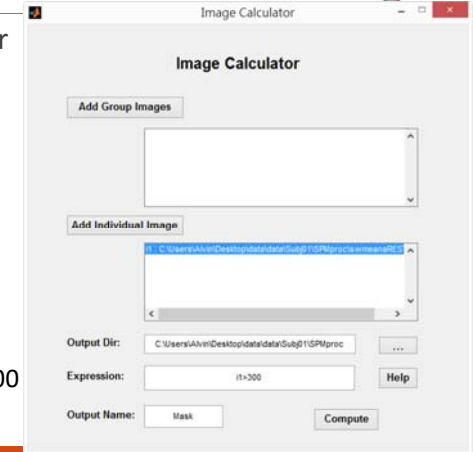 Image Calculator
r
Image Calculator
Add Group Images
Add Individual Image
i1 : C:\Users\Alvin\Desktop\data\data\Subj01\SPMproc\swmeanaREST
Output Dir: C:\Users\Alvin\Desktop\data\data\Subj01\SPMproc ...
00
Expression: i1>300 Help
Output Name: Mask Compute